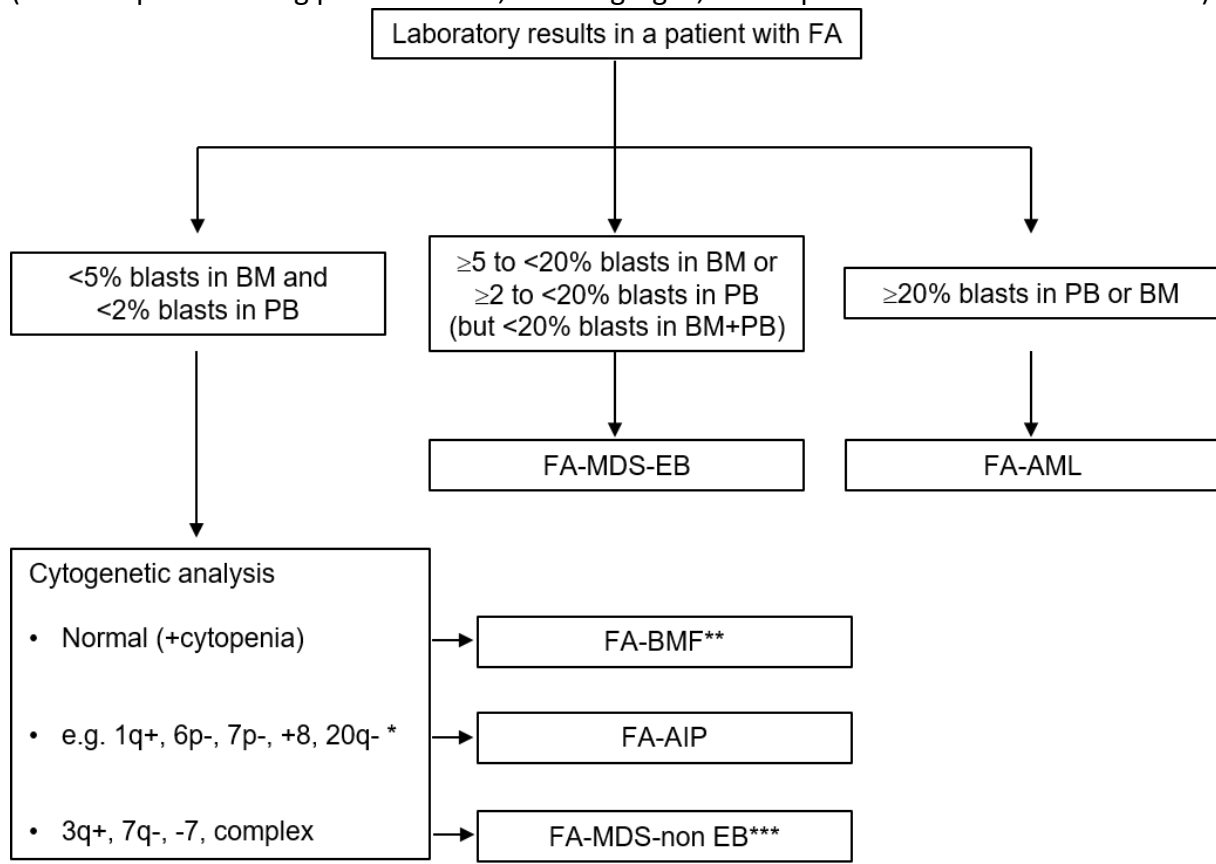 Laboratory results in a patient with FA
<5% blasts in BM and
<2% blasts in PB
≥5 to <20% blasts in BM or
≥2 to <20% blasts in PB
(but <20% blasts in BM+PB)
≥20% blasts in PB or BM
FA-MDS-EB
FA-AML
Cytogenetic analysis
• Normal (+cytopenia)
FA-BMF**
• e.g. 1q+, 6p-, 7p-, +8, 20q- *
FA-AIP
• 3q+, 7q-, -7, complex
FA-MDS-non EB***